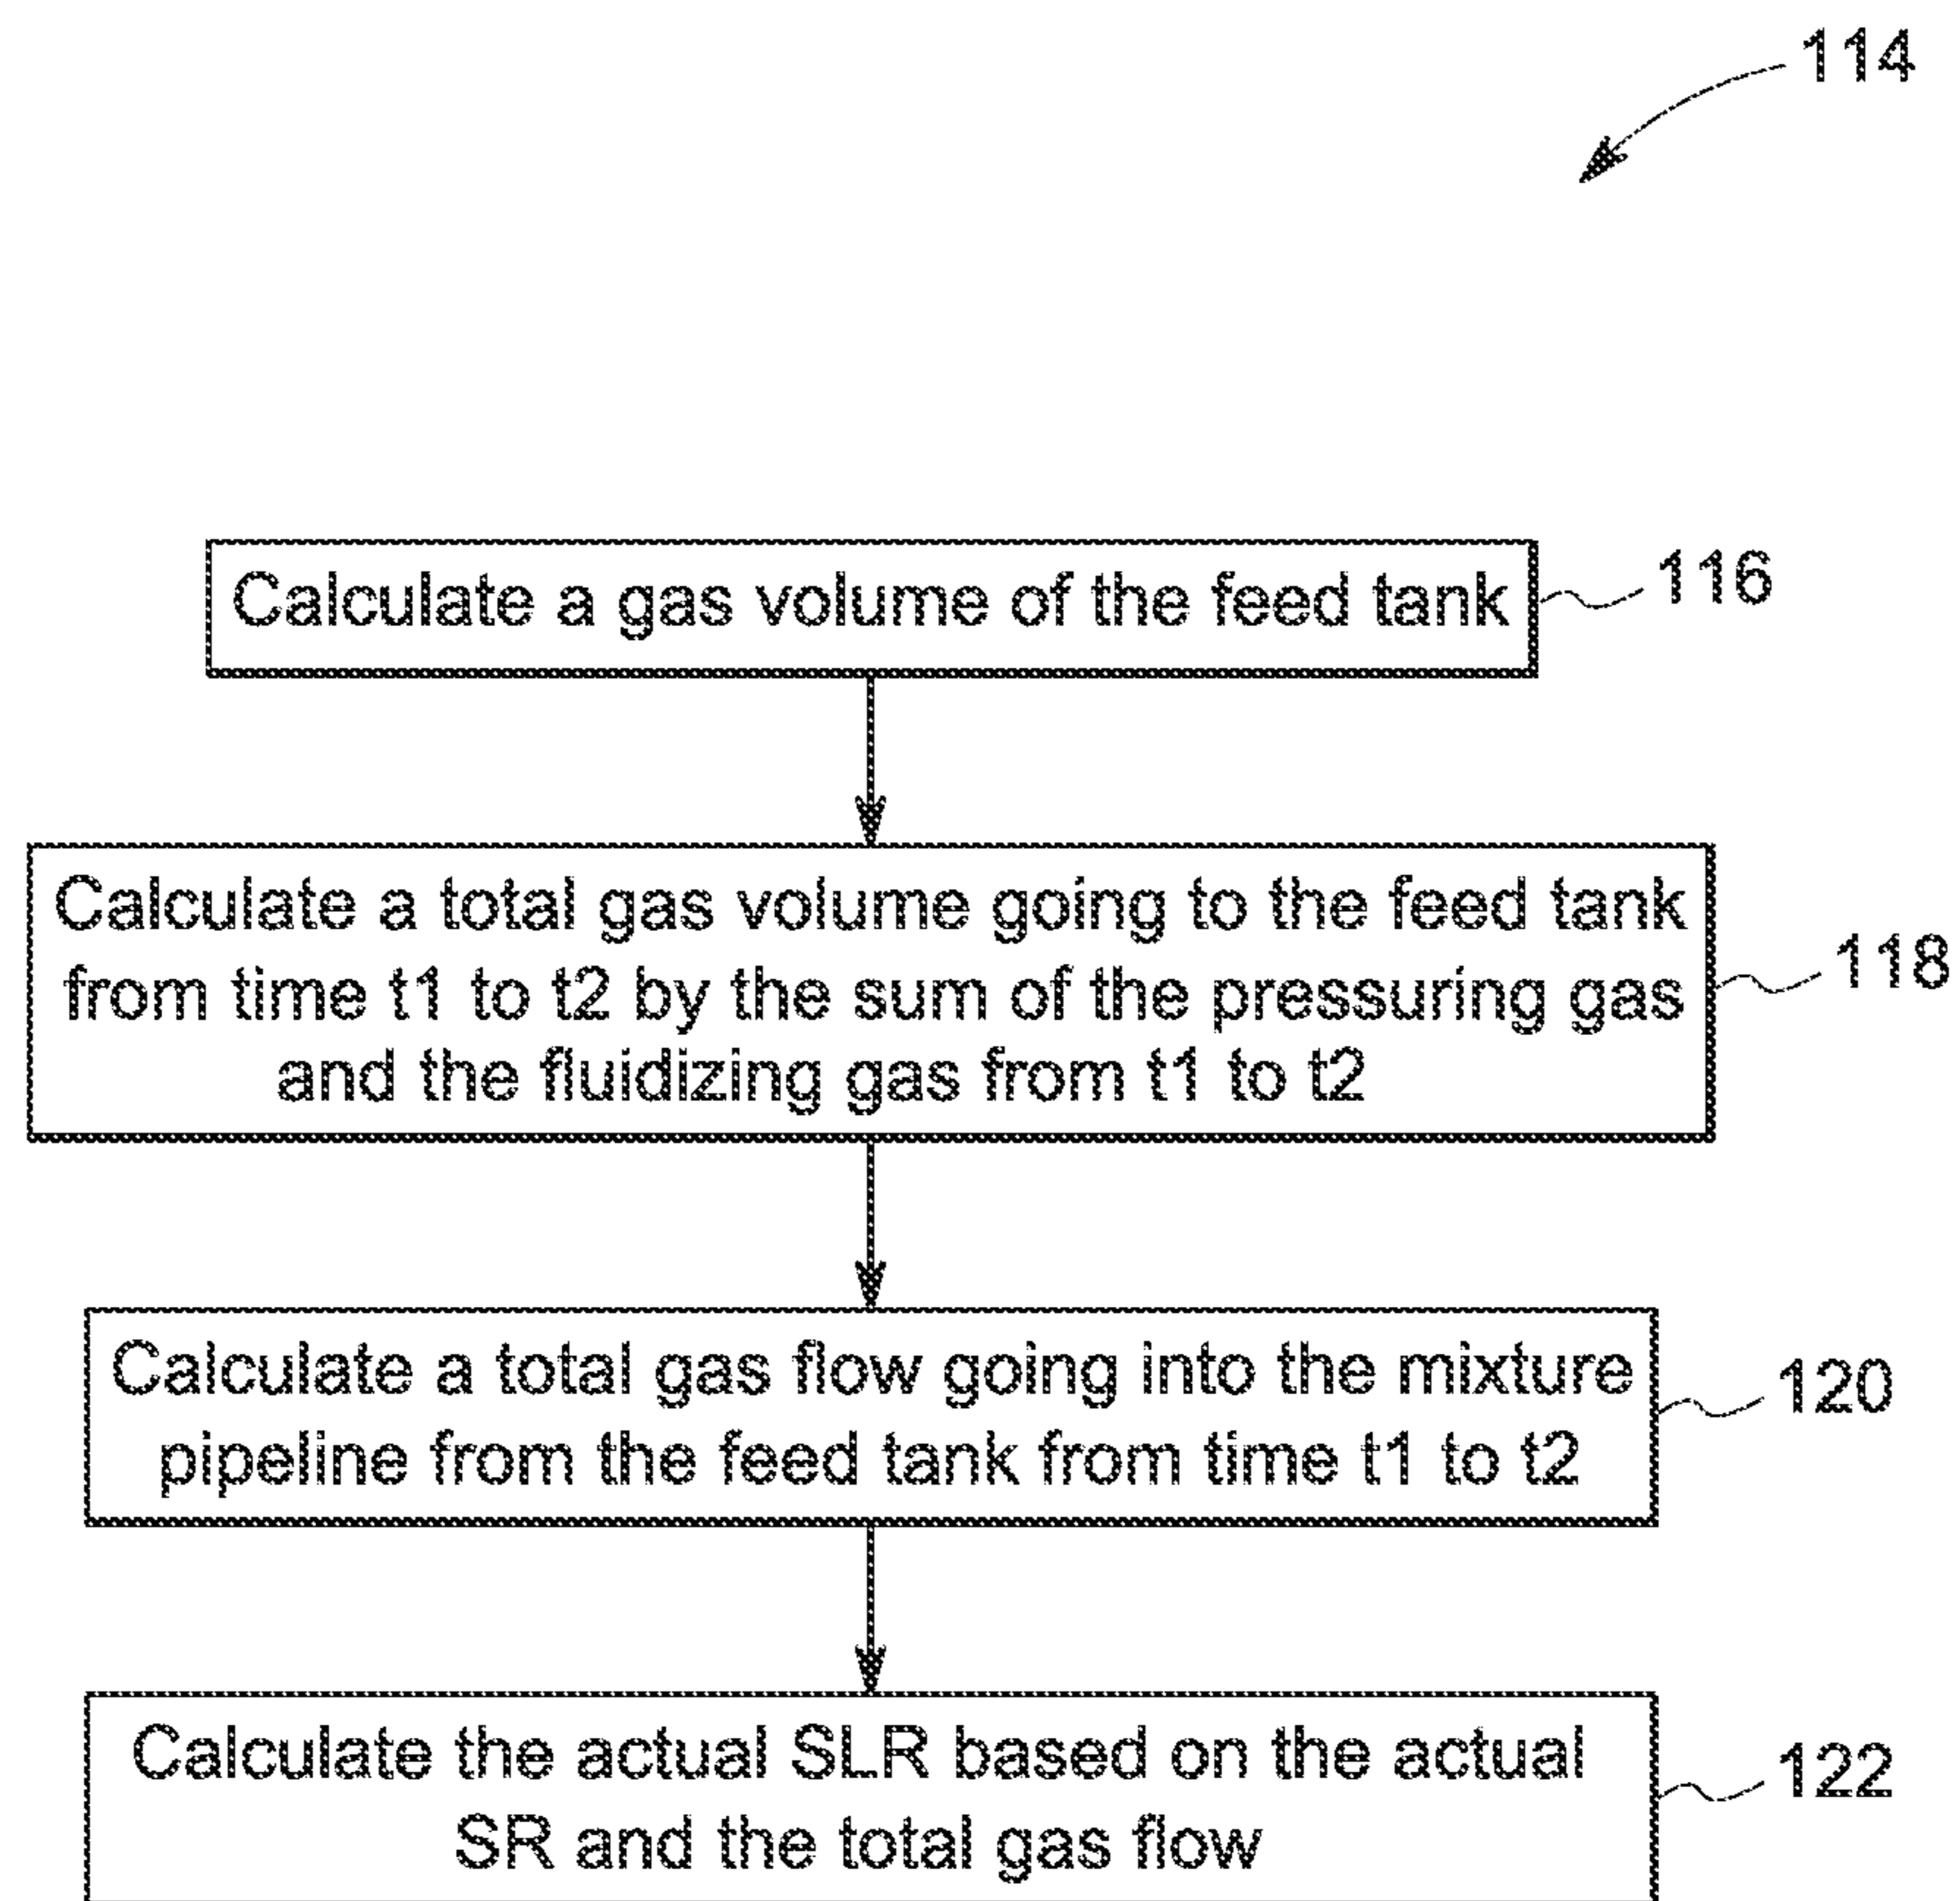 114
Calculate a gas volume of the feed tank
116
Calculate a total gas volume going to the feed tank
from time t1 to t2 by the sum of the pressuring gas
and the fluidizing gas from t1 to t2
118
Calculate a total gas flow going into the mixture
pipeline from the feed tank from time t1 to t2
120
Calculate the actual SLR based on the actual
SR and the total gas flow
122